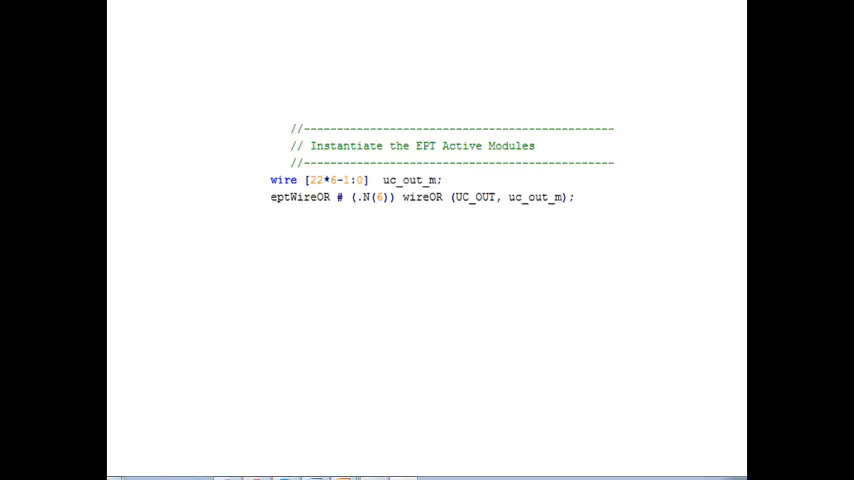 //-----------------------------------------------
// Instantiate the EPT Active Modules
//-----------------------------------------------
wire [22*6-1:0]  uc_out_m;
eptWireOR # (.N(6)) wireOR (UC_OUT, uc_out_m);